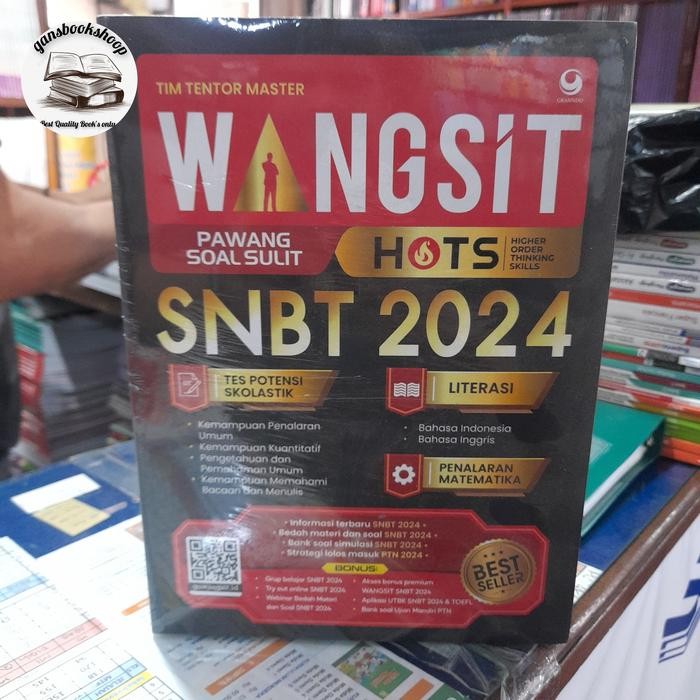 gansbookshoop
Best Quality Book's only
TIM TENTOR MASTER
GRASINDO
WANGSIT
PAWANG
SOAL SULIT
HOTS
HIGHER
ORDER
THINKING
SKILLS
SNBT 2024
TES POTENSI
SKOLASTIK
• Kemampuan Penalaran
Umum
• Kemampuan Kuantitatif
• Pengetahuan dan
Pemahaman Umum
• Kemampuan Memahami
Bacaan dan Menulis
LITERASI
• Bahasa Indonesia
• Bahasa Inggris
PENALARAN
MATEMATIKA
• Informasi terbaru SNBT 2024 •
• Bedah materi dan soal SNBT 2024 •
• Bank soal simulasi SNBT 2024 •
• Strategi lolos masuk PTN 2024 •
BONUS:
• Grup belajar SNBT 2024
• Try out online SNBT 2024
• Webinar Bedah Materi
dan Soal SNBT 2024
• Akses bonus premium
WANGSIT SNBT 2024
• Aplikasi UTBK SNBT 2024 & TOEFL
• Bank soal Ujian Mandiri PTN
BEST
SELLER